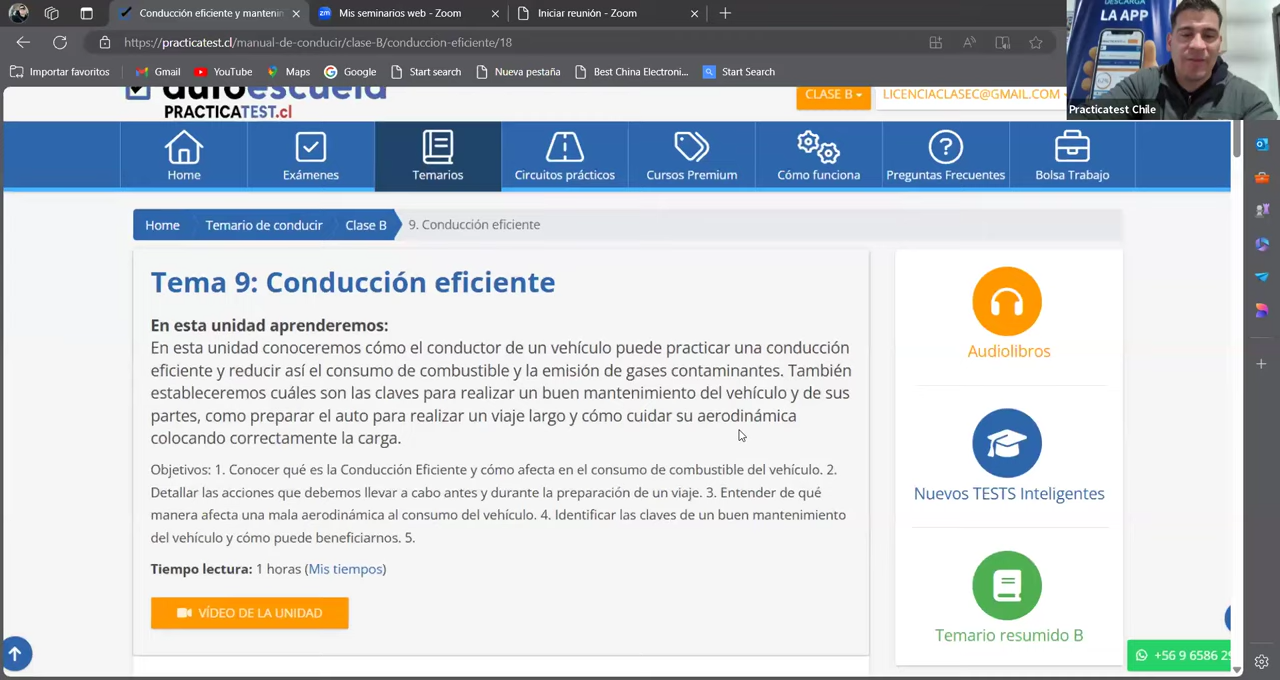 Conducción eficiente y manteni
Mis seminarios web - Zoom
Iniciar reunión - Zoom
https://practicatest.cl/manual-de-conducir/clase-B/conduccion-eficiente/18
Importar favoritos
Gmail
YouTube
Maps
Google
Start search
Nueva pestaña
Best China Electroni...
Start Search
DESCARGA
LA APP
Practicatest Chile
autoescuela
PRACTICATEST.cl
CLASE B
LICENCIACLASEC@GMAIL.COM
Home
Exámenes
Temarios
Circuitos prácticos
Cursos Premium
Cómo funciona
Preguntas Frecuentes
Bolsa Trabajo
Home
Temario de conducir
Clase B
9. Conducción eficiente
Tema 9: Conducción eficiente
En esta unidad aprenderemos:
En esta unidad conoceremos cómo el conductor de un vehículo puede practicar una conducción
eficiente y reducir así el consumo de combustible y la emisión de gases contaminantes. También
estableceremos cuáles son las claves para realizar un buen mantenimiento del vehículo y de sus
partes, como preparar el auto para realizar un viaje largo y cómo cuidar su aerodinámica
colocando correctamente la carga.
Objetivos: 1. Conocer qué es la Conducción Eficiente y cómo afecta en el consumo de combustible del vehículo. 2.
Detallar las acciones que debemos llevar a cabo antes y durante la preparación de un viaje. 3. Entender de qué
manera afecta una mala aerodinámica al consumo del vehículo. 4. Identificar las claves de un buen mantenimiento
del vehículo y cómo puede beneficiarnos. 5.
Tiempo lectura: 1 horas (Mis tiempos)
VÍDEO DE LA UNIDAD
Audiolibros
Nuevos TESTS Inteligentes
Temario resumido B
+56 9 6586 29